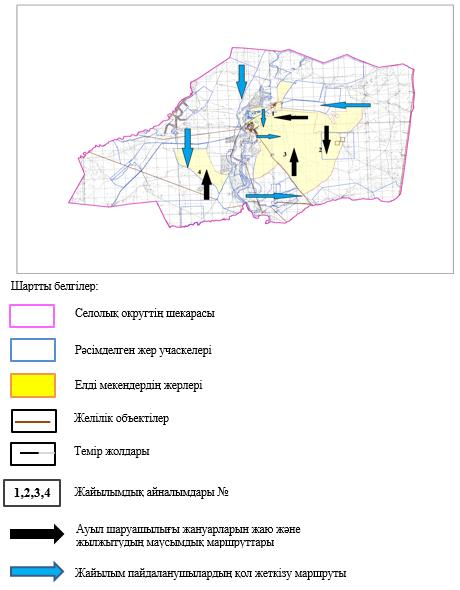 1
2
3
4
Шартты белгілер:
Селолық округтің шекарасы
Рәсімделген жер учаскелері
Елді мекендердің жерлері
Желілік объектілер
Темір жолдары
1,2,3,4 Жайылымдық айналымдары №
Ауыл шаруашылығы жануарларын жаю және
жылжытудың маусымдық маршруттары
Жайылым пайдаланушылардың қол жеткізу маршруты